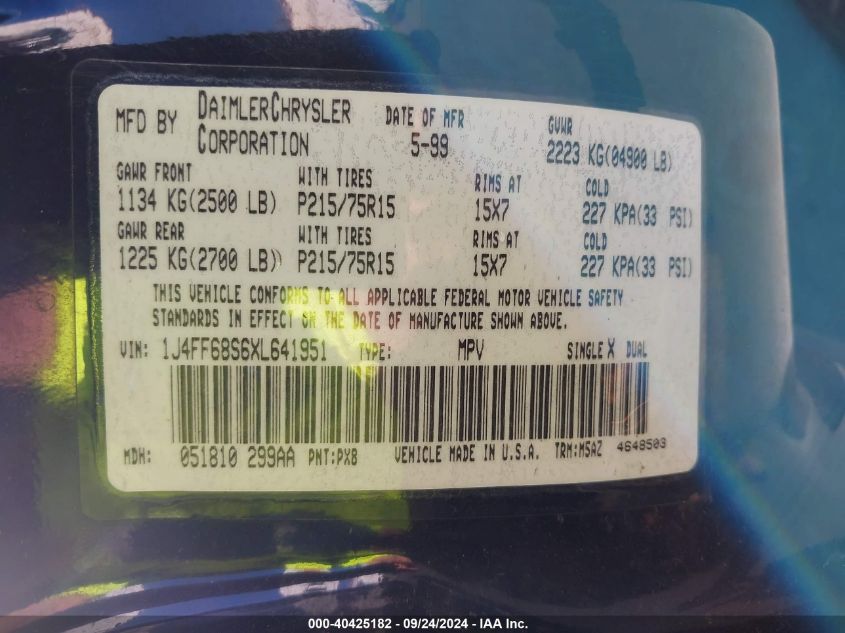 MFD BY DAIMLERCHRYSLER CORPORATION DATE OF MFR 5-99 GVWR 2223 KG(04900 LB)
GAWR FRONT WITH TIRES RIMS AT COLD
1134 KG(2500 LB) P215/75R15 15X7 227 KPA(33 PSI)
GAWR REAR WITH TIRES RIMS AT COLD
1225 KG(2700 LB) P215/75R15 15X7 227 KPA(33 PSI)
THIS VEHICLE CONFORMS TO ALL APPLICABLE FEDERAL MOTOR VEHICLE SAFETY
STANDARDS IN EFFECT ON THE DATE OF MANUFACTURE SHOWN ABOVE.
VIN: 1J4FF68S6XL641951 TYPE: MPV SINGLE X DUAL
MDH: 051810 299AA PNT:PX8 VEHICLE MADE IN U.S.A. TRM:M5AZ 4648503
000-40425182 - 09/24/2024 - IAA Inc.